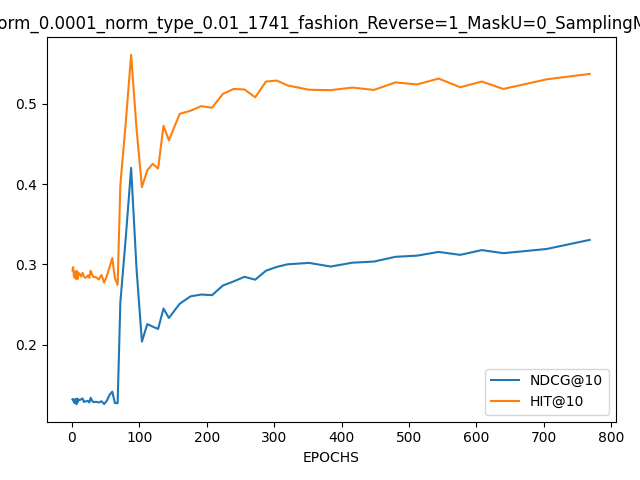 orm_0.0001_norm_type_0.01_1741_fashion_Reverse=1_MaskU=0_SamplingM
0.5
0.4
0.3
0.2
NDCG@10
HIT@10
0 100 200 300 400 500 600 700 800
EPOCHS